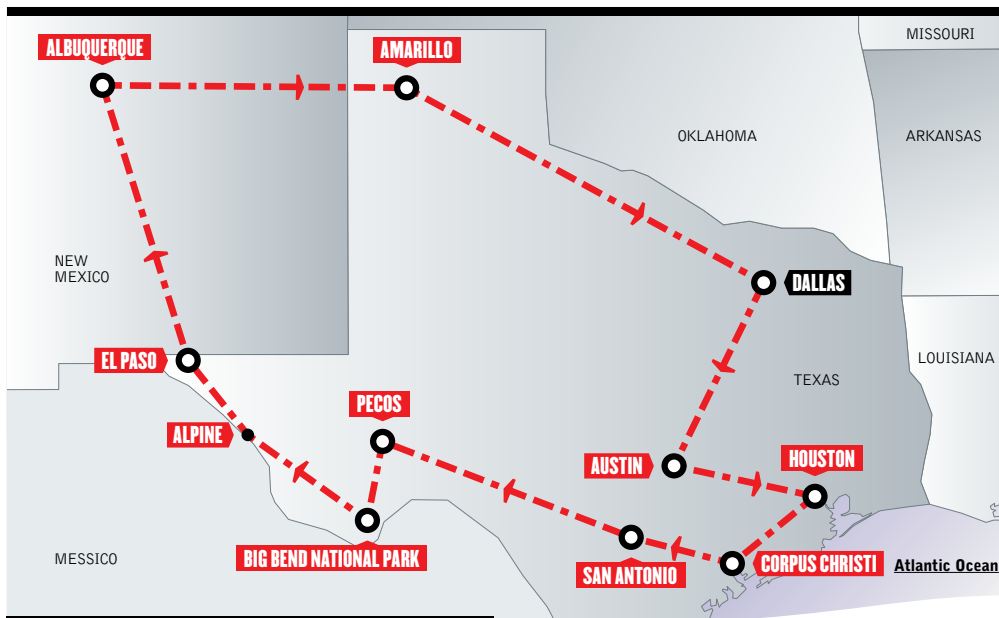 MISSOURI
ALBUQUERQUE
AMARILLO
OKLAHOMA
ARKANSAS
NEW
MEXICO
DALLAS
EL PASO
LOUISIANA
TEXAS
PECOS
ALPINE
HOUSTON
AUSTIN
BIG BEND NATIONAL PARK
MESSICO
SAN ANTONIO
CORPUS CHRISTI
Atlantic Ocean